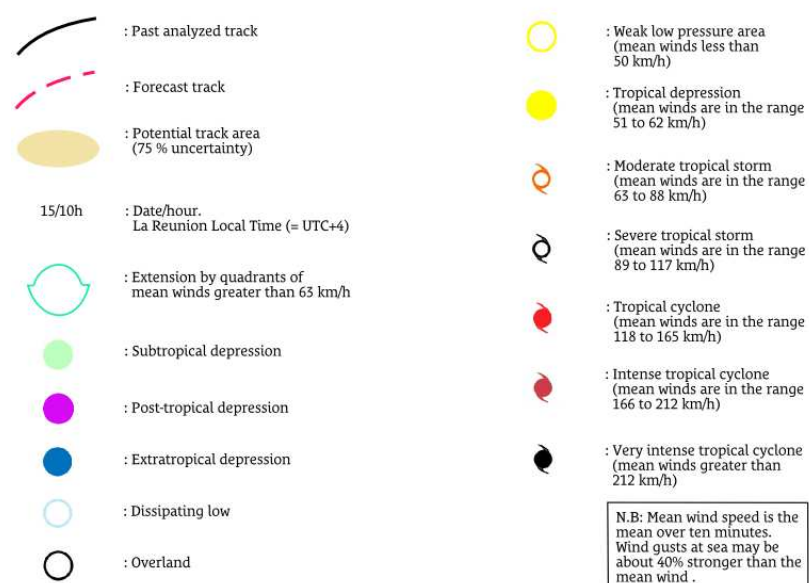 : Past analyzed track
: Forecast track
: Potential track area
(75 % uncertainty)
15/10h
: Date/hour.
La Reunion Local Time (= UTC+4)
: Extension by quadrants of
mean winds greater than 63 km/h
: Subtropical depression
: Post-tropical depression
: Extratropical depression
: Dissipating low
: Overland
: Weak low pressure area
(mean winds less than
50 km/h)
: Tropical depression
(mean winds are in the range
51 to 62 km/h)
: Moderate tropical storm
(mean winds are in the range
63 to 88 km/h)
: Severe tropical storm
(mean winds are in the range
89 to 117 km/h)
: Tropical cyclone
(mean winds are in the range
118 to 165 km/h)
: Intense tropical cyclone
(mean winds are in the range
166 to 212 km/h)
: Very intense tropical cyclone
(mean winds greater than
212 km/h)
N.B: Mean wind speed is the
mean over ten minutes.
Wind gusts at sea may be
about 40% stronger than the
mean wind .